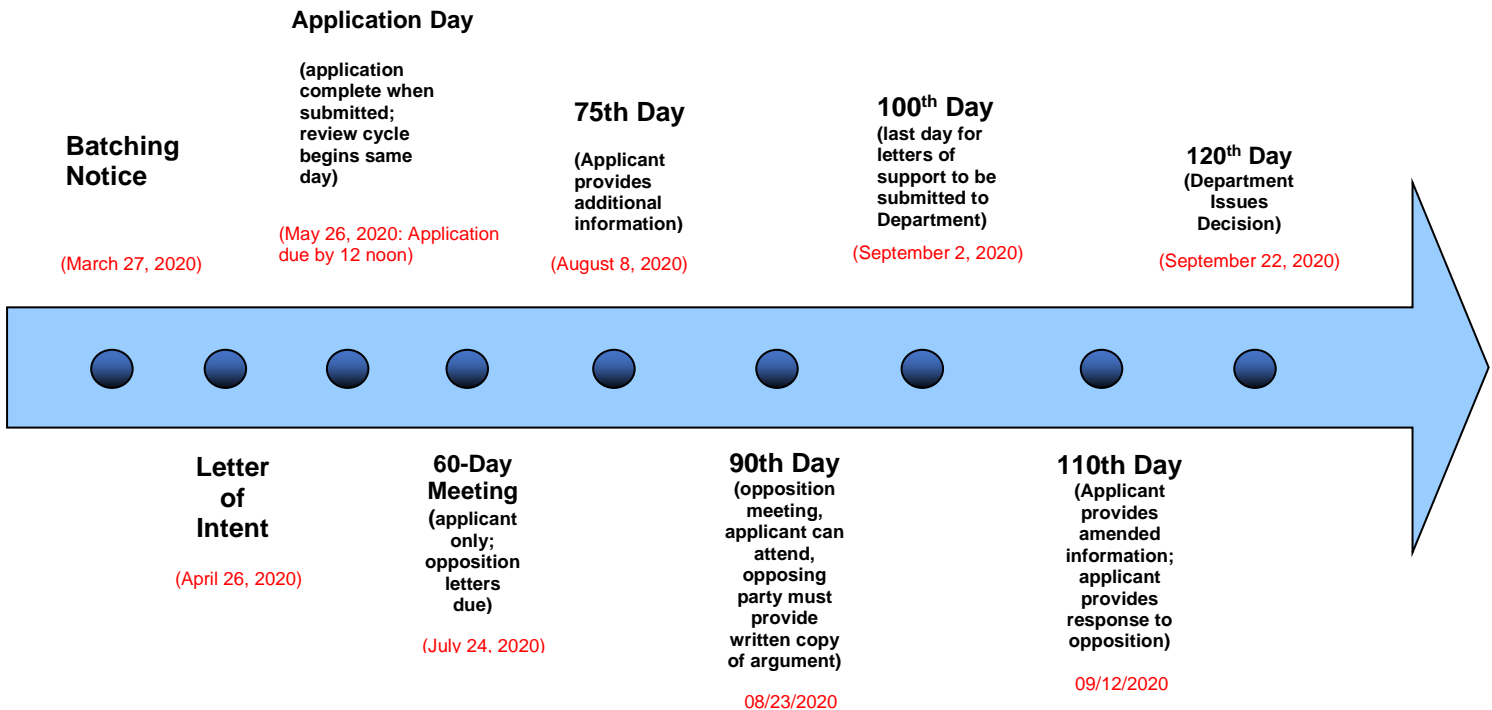 Batching
Notice
(March 27, 2020)
Letter
of
Intent
(April 26, 2020)
Application Day
(application
complete when
submitted;
review cycle
begins same
day)
(May 26, 2020: Application
due by 12 noon)
60-Day
Meeting
(applicant
only;
opposition
letters
due)
(July 24, 2020)
75th Day
(Applicant
provides
additional
information)
(August 8, 2020)
90th Day
(opposition
meeting,
applicant can
attend,
opposing
party must
provide
written copy
of argument)
08/23/2020
100th Day
(last day for
letters of
support to be
submitted to
Department)
(September 2, 2020)
110th Day
(Applicant
provides
amended
information;
applicant
provides
response to
opposition)
09/12/2020
120th Day
(Department
Issues
Decision)
(September 22, 2020)